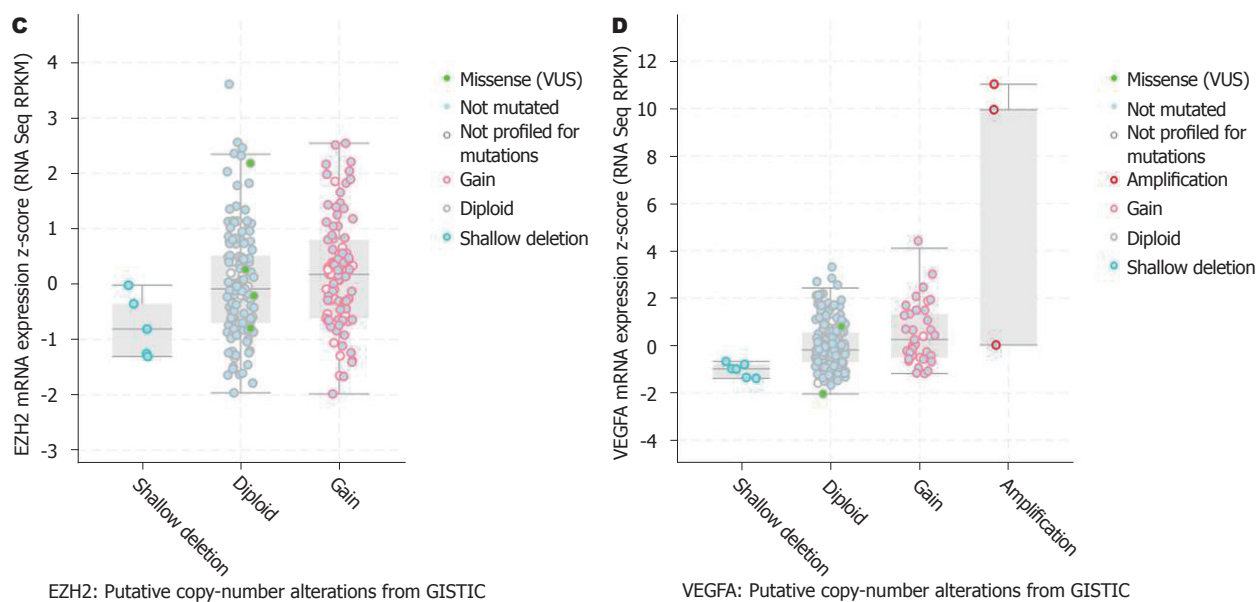 C
EZH2 mRNA expression z-score (RNA Seq RPKM)
4
3
2
1
0
-1
-2
-3
Shallow deletion
Diploid
Gain
EZH2: Putative copy-number alterations from GISTIC
Missense (VUS)
Not mutated
Not profiled for
mutations
Gain
Diploid
Shallow deletion
D
VEGFA mRNA expression z-score (RNA Seq RPKM)
12
10
8
6
4
2
0
-2
-4
Shallow deletion
Diploid
Gain
Amplification
VEGFA: Putative copy-number alterations from GISTIC
Missense (VUS)
Not mutated
Not profiled for
mutations
Amplification
Gain
Diploid
Shallow deletion